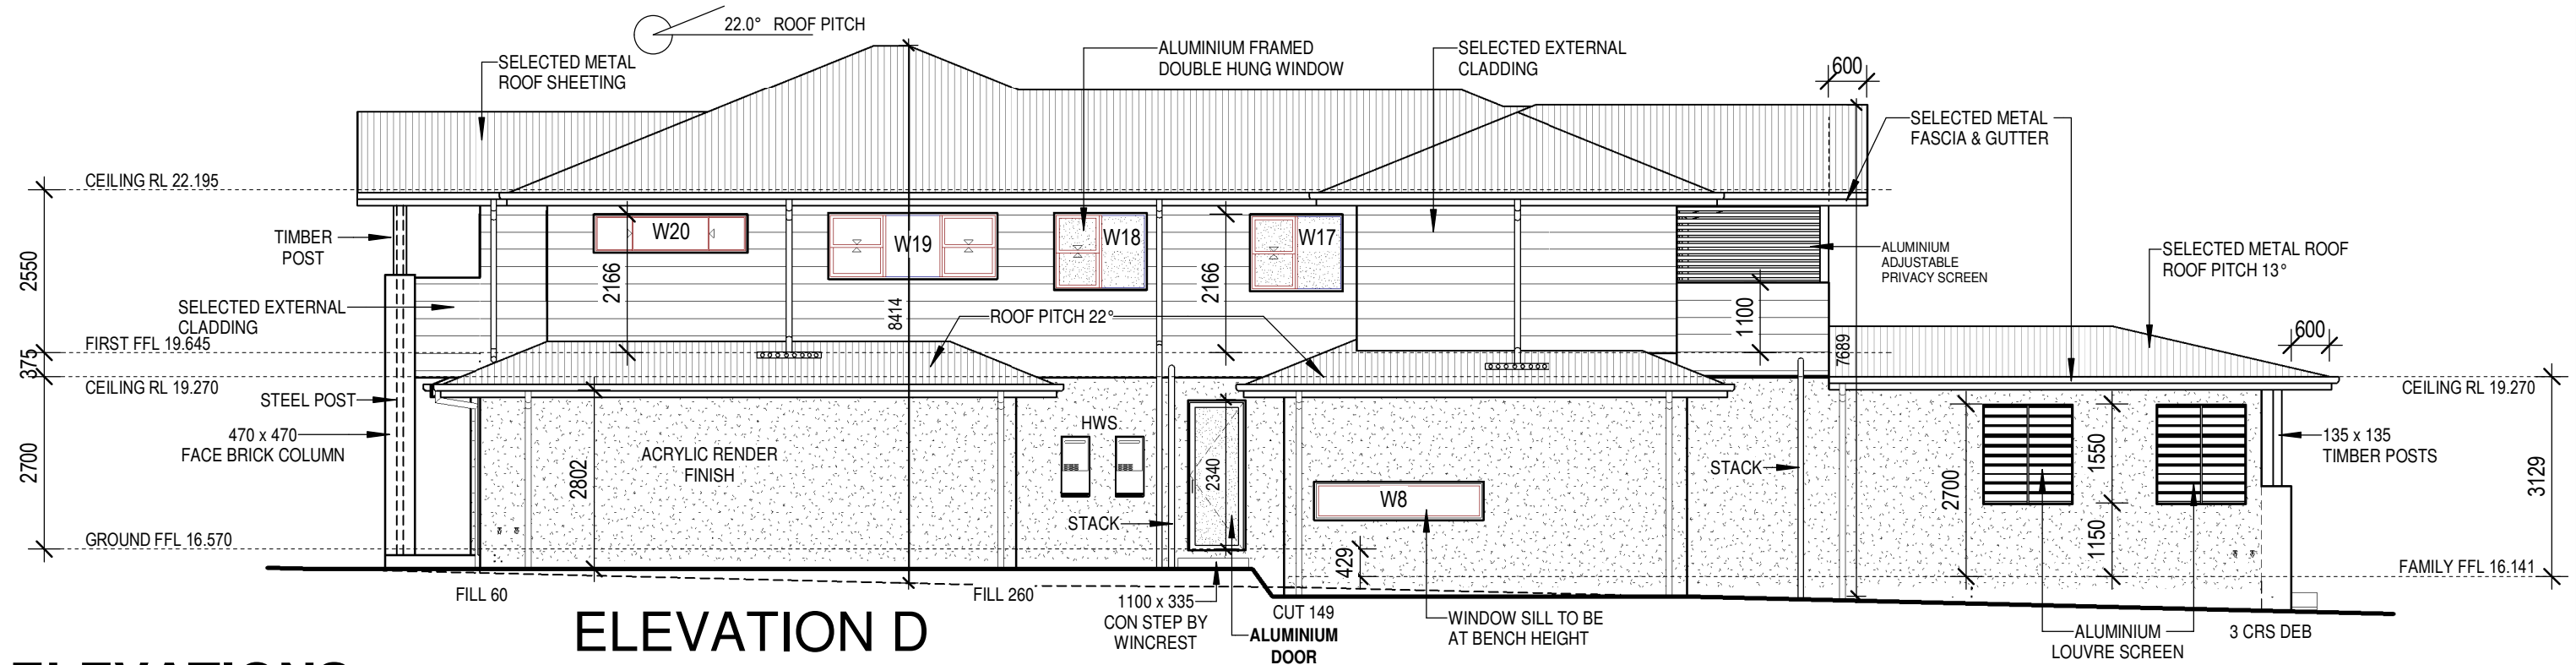 22.0° ROOF PITCH
SELECTED METAL
ROOF SHEETING
ALUMINIUM FRAMED
DOUBLE HUNG WINDOW
SELECTED EXTERNAL
CLADDING
600
SELECTED METAL
FASCIA & GUTTER
CEILING RL 22.195
TIMBER
POST
W20
W19
W18
W17
ALUMINIUM
ADJUSTABLE
PRIVACY SCREEN
SELECTED METAL ROOF
ROOF PITCH 13°
2550
2166
8414
2166
1100
7689
SELECTED EXTERNAL
CLADDING
ROOF PITCH 22°
600
FIRST FFL 19.645
375
CEILING RL 19.270
CEILING RL 19.270
STEEL POST
470 x 470
FACE BRICK COLUMN
2700
ACRYLIC RENDER
FINISH
2802
HWS
2340
STACK
W8
STACK
2700
1550
1150
135 x 135
TIMBER POSTS
3129
GROUND FFL 16.570
429
FAMILY FFL 16.141
FILL 60
FILL 260
1100 x 335
CON STEP BY
WINCREST
CUT 149
ALUMINIUM
DOOR
WINDOW SILL TO BE
AT BENCH HEIGHT
ALUMINIUM
LOUVRE SCREEN
3 CRS DEB
ELEVATION D
ELEVATIONS